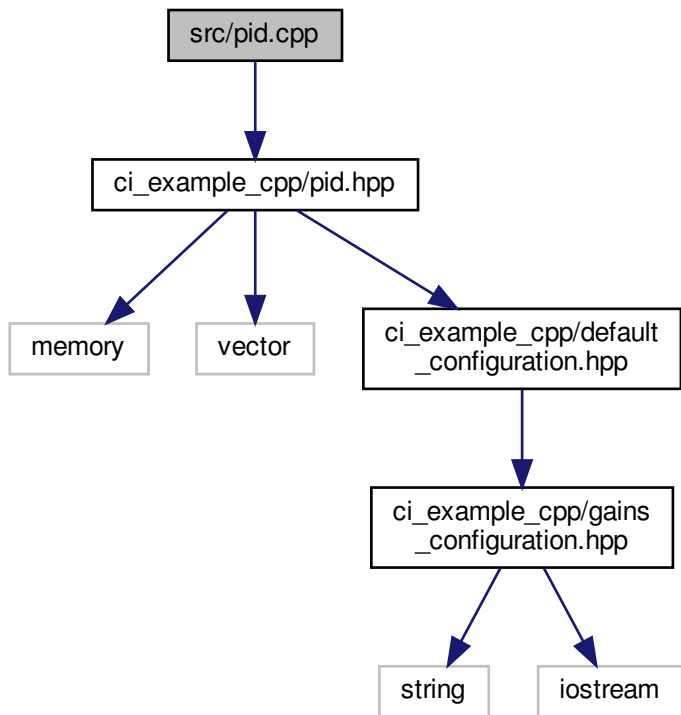 src/pid.cpp
ci_example_cpp/pid.hpp
memory
vector
ci_example_cpp/default
_configuration.hpp
ci_example_cpp/gains
_configuration.hpp
string
iostream